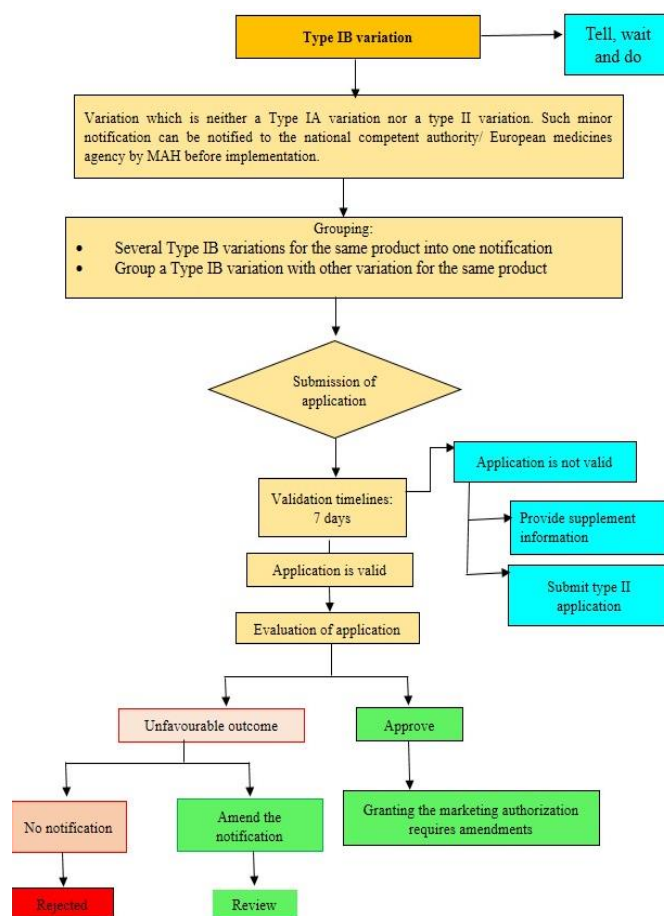 Type IB variation
Tell, wait
and do
Variation which is neither a Type IA variation nor a type II variation. Such minor
notification can be notified to the national competent authority/ European medicines
agency by MAH before implementation.
Grouping:
• Several Type IB variations for the same product into one notification
• Group a Type IB variation with other variation for the same product
Submission of
application
Validation timelines:
7 days
Application is not valid
Provide supplement
information
Submit type II
application
Application is valid
Evaluation of application
Unfavourable outcome
Approve
No notification
Amend the
notification
Granting the marketing authorization
requires amendments
Rejected
Review